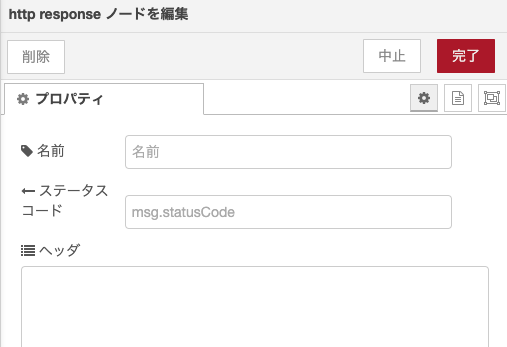 http response ノードを編集
削除
中止
完了
プロパティ
名前
名前
ステータス
コード
msg.statusCode
ヘッダ